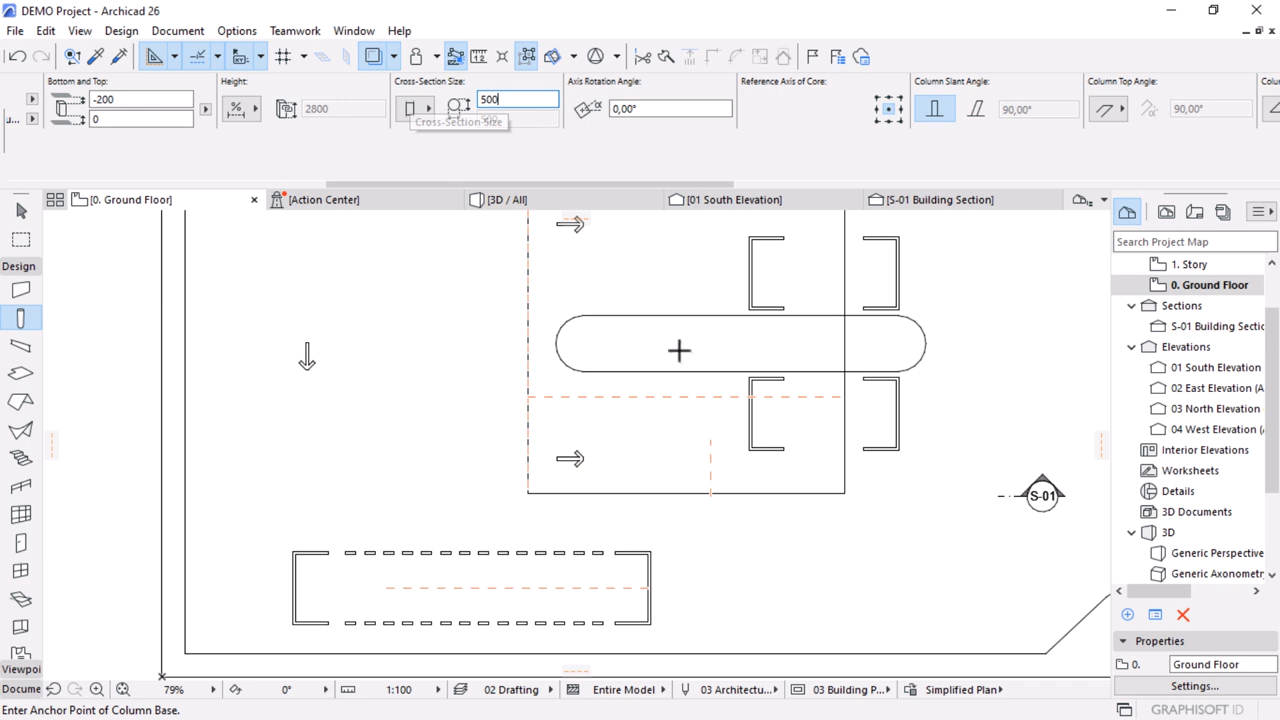 DEMO Project - Archicad 26
File Edit View Design Document Options Teamwork Window Help
Bottom and Top: Height: Cross-Section Size: Axis Rotation Angle: Reference Axis of Core: Column Slant Angle: Column Top Angle:
-200 2800 500 0,00° 90,00° 90,00°
u... 0
Cross-Section Size
[0. Ground Floor] [Action Center] [3D / All] [01 South Elevation] [S-01 Building Section]
Design
Search Project Map
1. Story
0. Ground Floor
Sections
S-01 Building Sectio
Elevations
01 South Elevation
02 East Elevation (A
03 North Elevation
04 West Elevation (A
Interior Elevations
Worksheets
Details
3D Documents
3D
Generic Perspective
Generic Axonometr
S-01
Properties
0. Ground Floor
Settings...
Viewpoi
Docume 79% 0° 1:100 02 Drafting Entire Model 03 Architectu... 03 Building P... Simplified Plan
Enter Anchor Point of Column Base.
GRAPHISOFT ID